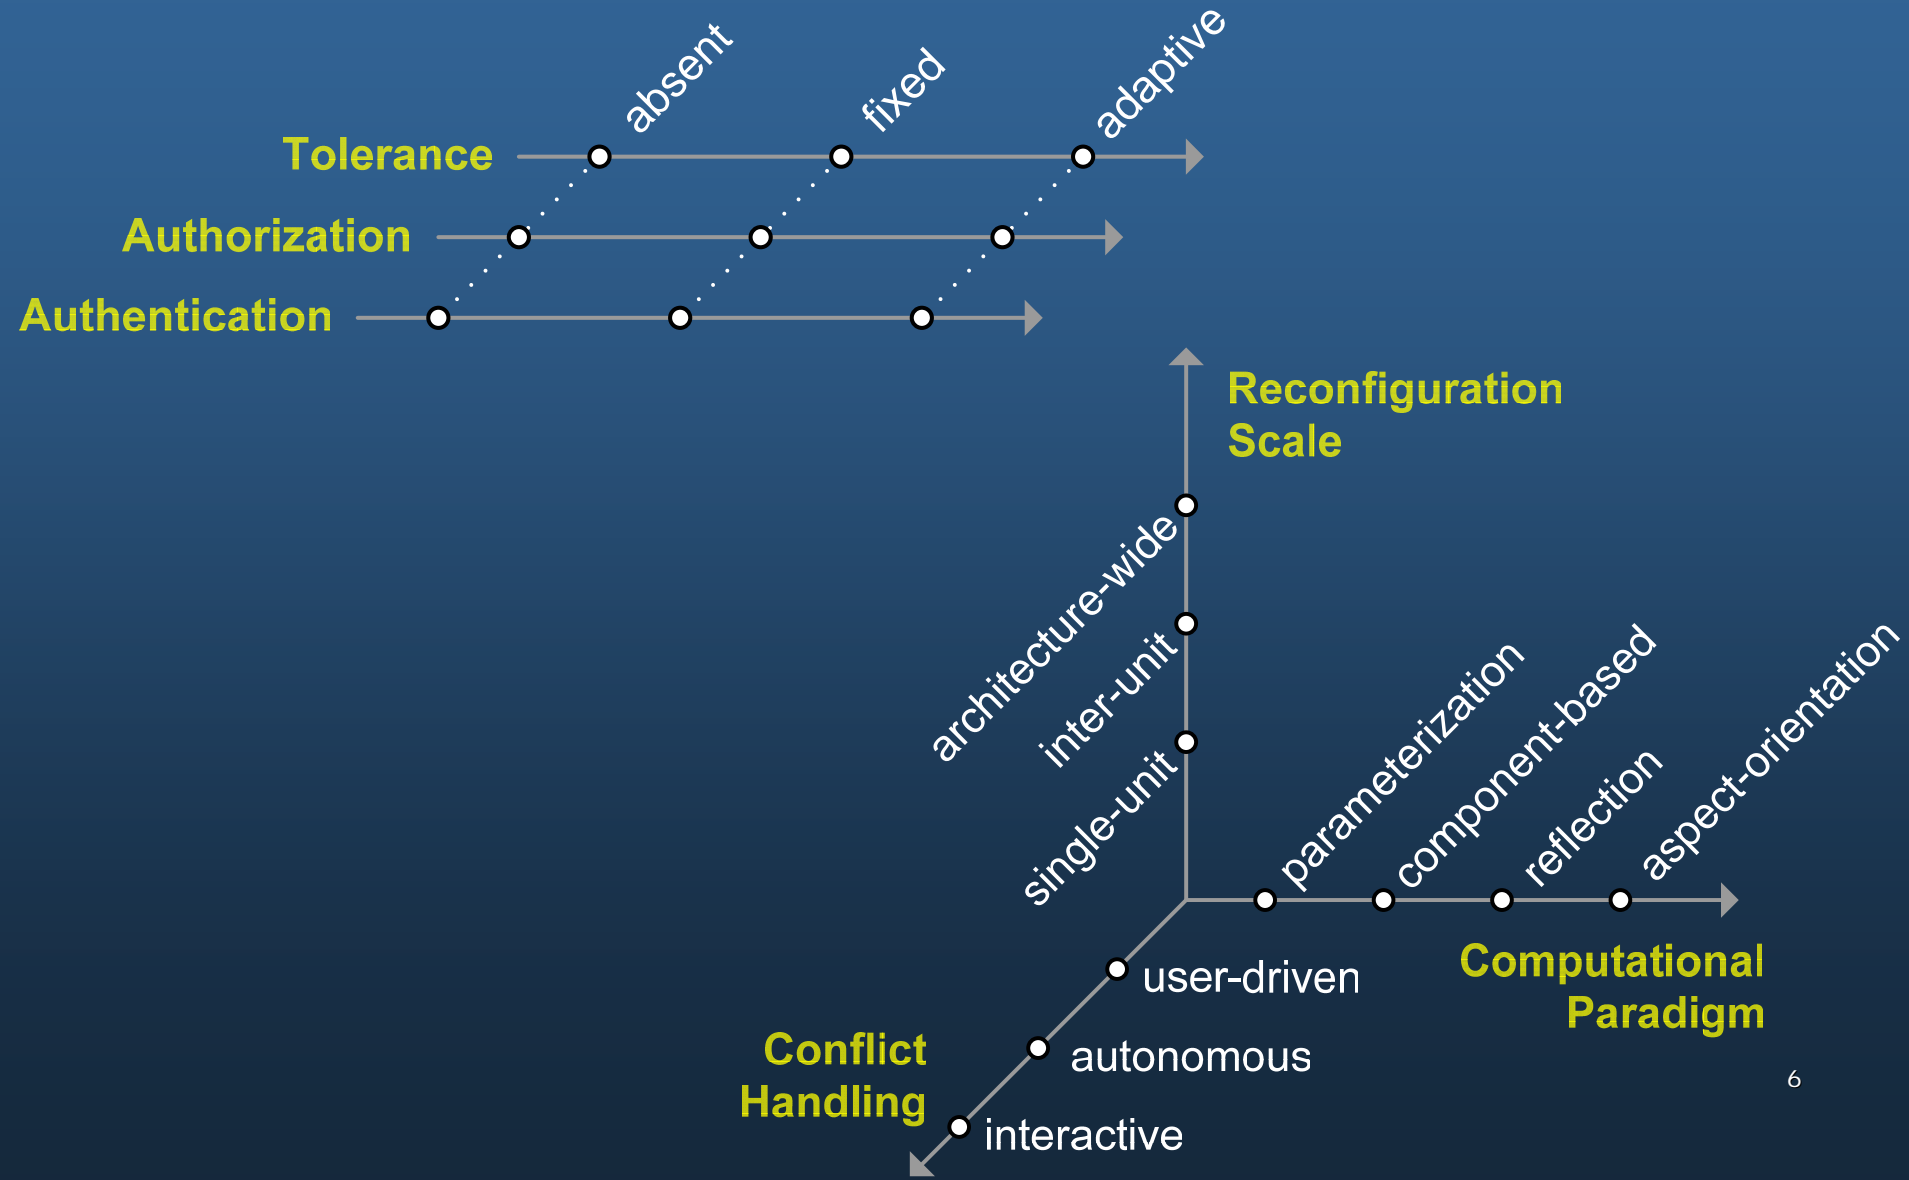 absent
fixed
adaptive
Tolerance
Authorization
Authentication
Reconfiguration
Scale
architecture-wide
inter-unit
single-unit
parameterization
component-based
reflection
aspect-orientation
Computational
Paradigm
user-driven
autonomous
interactive
Conflict
Handling
6